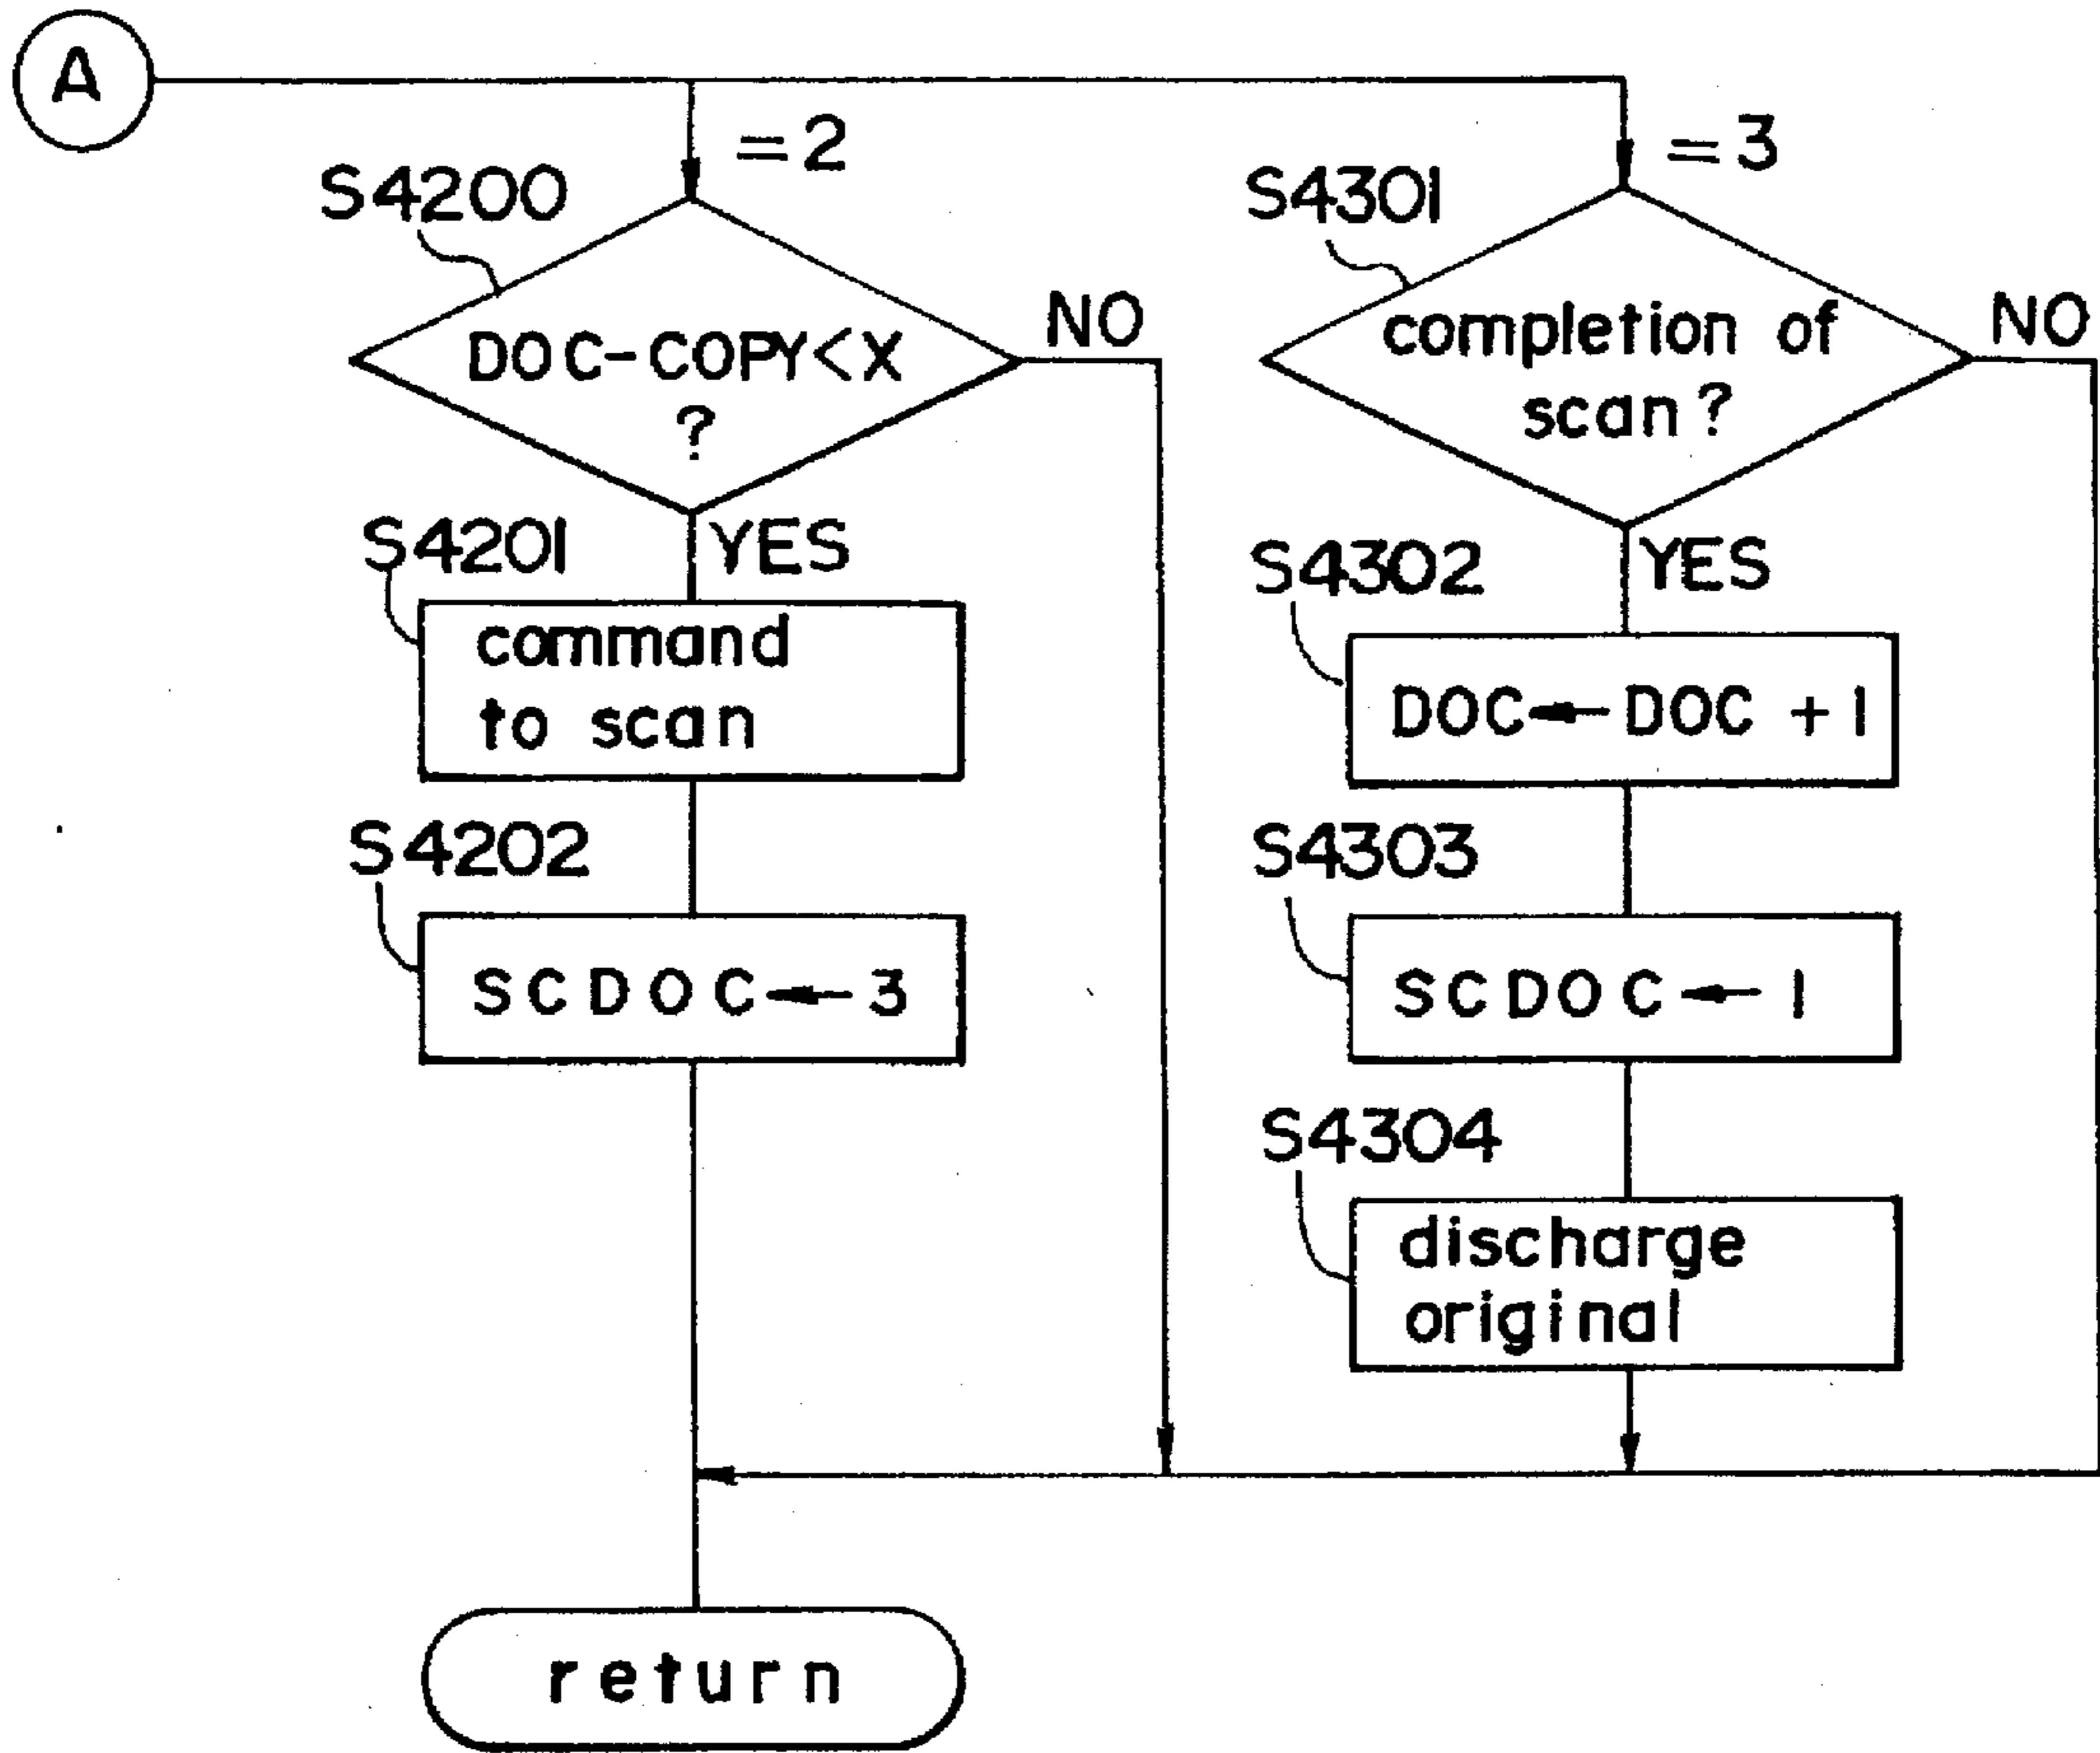 A
=2
=3
S4200
S4301
DOC-COPY<X
?
NO
completion of
scan?
NO
S4201
YES
S4302
YES
command
to scan
DOC← DOC +1
S4202
S4303
SCDOC←3
SCDOC←1
S4304
discharge
original
return